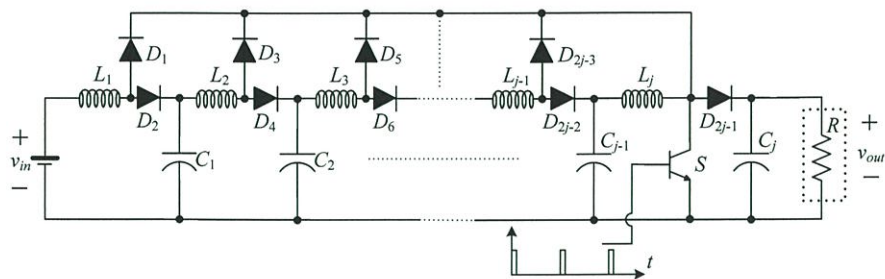 D1 D3 D5 D2j-3
L1 L2 L3 Lj-1 Lj
D2 D4 D6 D2j-2 D2j-1
+ vin −
C1 C2 Cj-1 S Cj R
+ vout −
t